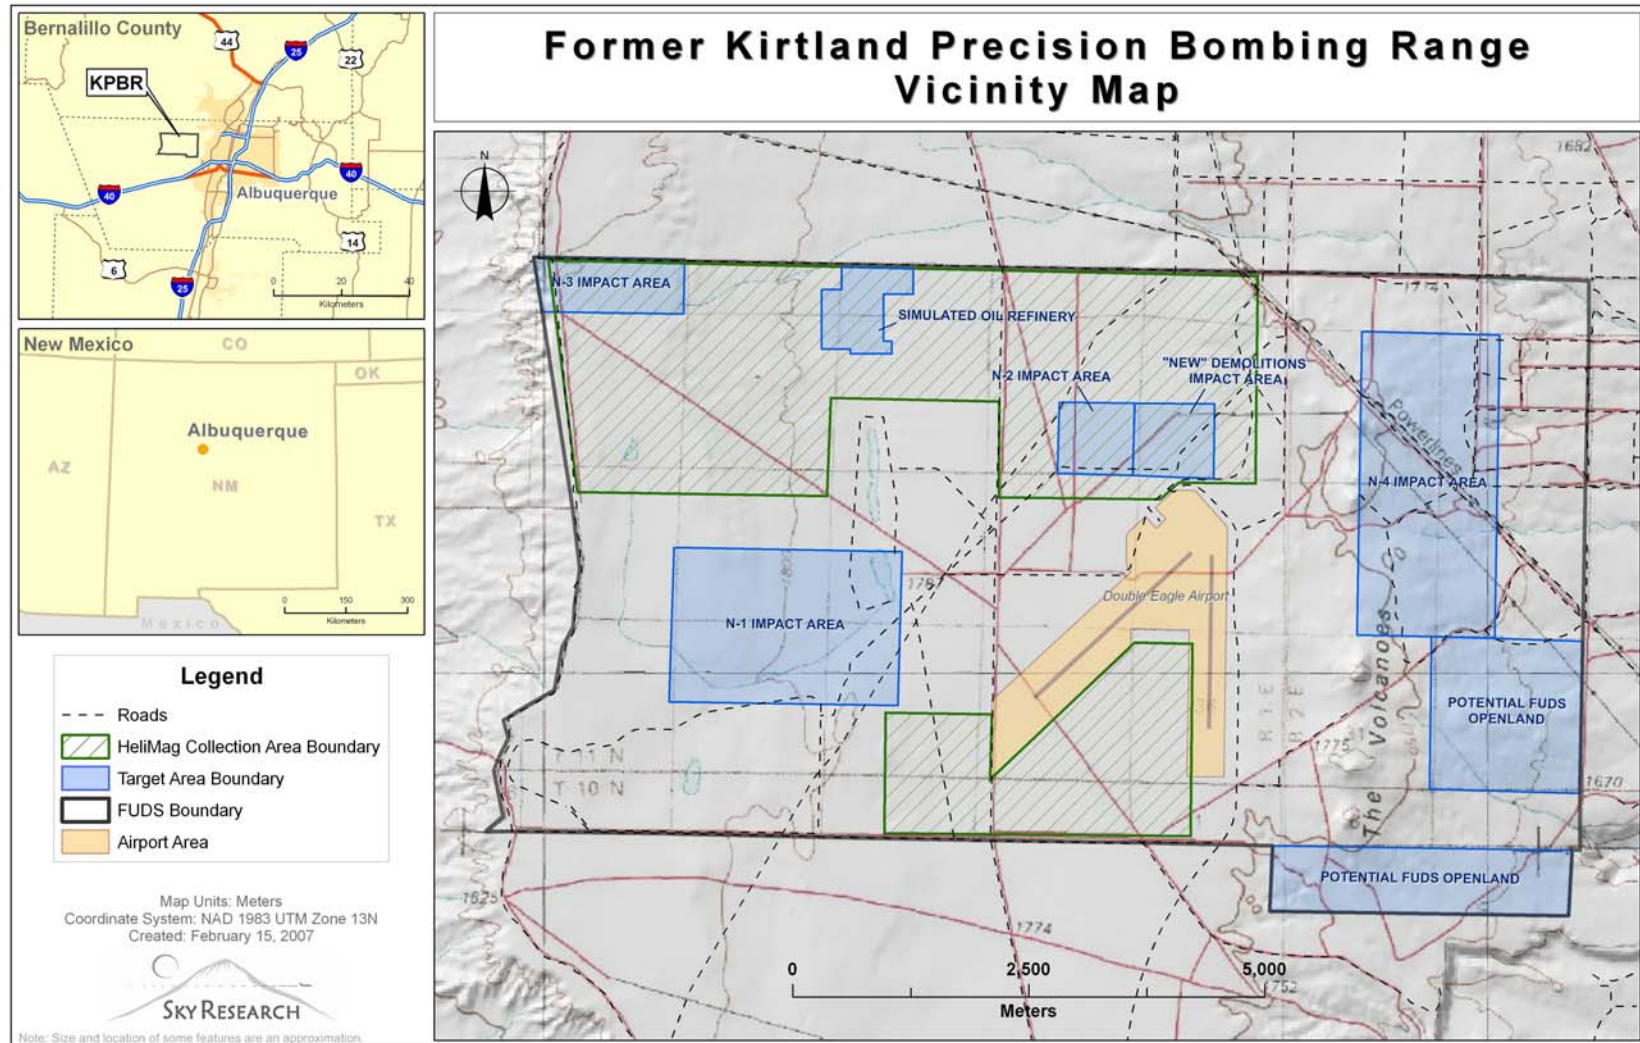 Former Kirtland Precision Bombing Range
Vicinity Map
Bernalillo County
44
25
22
KPBR
40
40
Albuquerque
6
14
25
0 20 40
Kilometers
New Mexico
CO
OK
Albuquerque
AZ
NM
TX
Mexico
0 150 300
Kilometers
Legend
Roads
HeliMag Collection Area Boundary
Target Area Boundary
FUDS Boundary
Airport Area
Map Units: Meters
Coordinate System: NAD 1983 UTM Zone 13N
Created: February 15, 2007
SKY RESEARCH
Note: Size and location of some features are an approximation.
N
1682
N-3 IMPACT AREA
1774
SIMULATED OIL REFINERY
"NEW" DEMOLITIONS
IMPACT AREA
N-2 IMPACT AREA
Powerlines
N-4 IMPACT AREA
1800
1787
Double Eagle Airport
N-1 IMPACT AREA
The Volcanoes
R 1 E
R 2 E
POTENTIAL FUDS
OPENLAND
1775
31
T 11 N
T 10 N
1670
POTENTIAL FUDS OPENLAND
1625
1774
0 2,500 5,000
1752
Meters